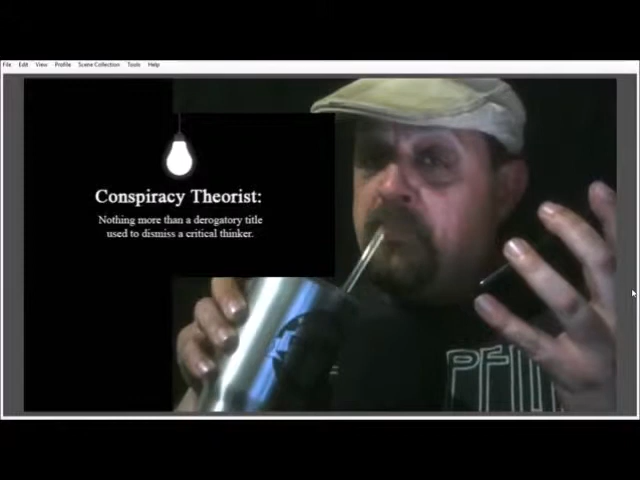 File Edit View Profile Scene Collection Tools Help
Conspiracy Theorist:
Nothing more than a derogatory title
used to dismiss a critical thinker.